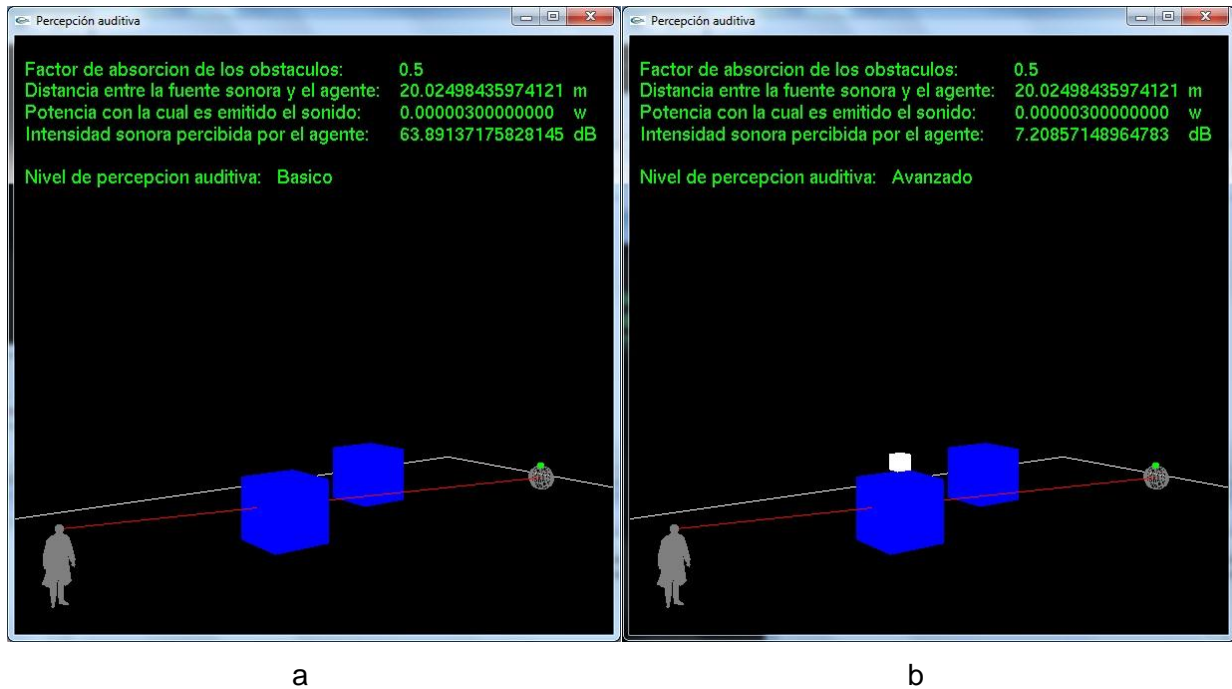 Percepción auditiva
Factor de absorcion de los obstaculos: 0.5
Distancia entre la fuente sonora y el agente: 20.02498435974121 m
Potencia con la cual es emitido el sonido: 0.00000300000000 w
Intensidad sonora percibida por el agente: 63.89137175828145 dB
Nivel de percepcion auditiva: Basico
a
Percepción auditiva
Factor de absorcion de los obstaculos: 0.5
Distancia entre la fuente sonora y el agente: 20.02498435974121 m
Potencia con la cual es emitido el sonido: 0.00000300000000 w
Intensidad sonora percibida por el agente: 7.20857148964783 dB
Nivel de percepcion auditiva: Avanzado
b